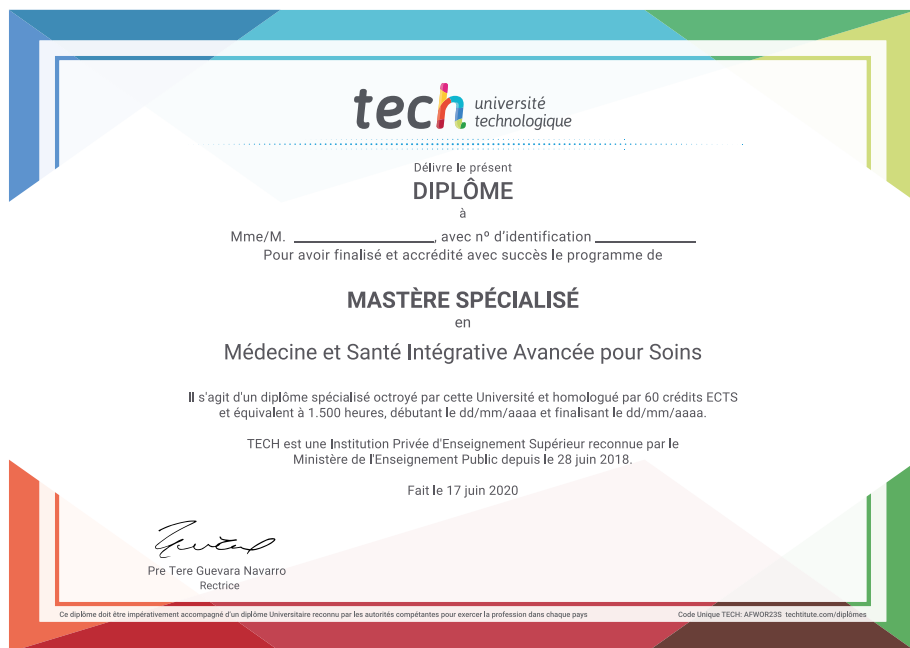 tech université
technologique
Délivre le présent
DIPLÔME
à
Mme/M. ____________________, avec nº d'identification ______________
Pour avoir finalisé et accrédité avec succès le programme de
MASTÈRE SPÉCIALISÉ
en
Médecine et Santé Intégrative Avancée pour Soins
Il s'agit d'un diplôme spécialisé octroyé par cette Université et homologué par 60 crédits ECTS
et équivalent à 1.500 heures, débutant le dd/mm/aaaa et finalisant le dd/mm/aaaa.
TECH est une Institution Privée d'Enseignement Supérieur reconnue par le
Ministère de l'Enseignement Public depuis le 28 juin 2018.
Fait le 17 juin 2020
Pre Tere Guevara Navarro
Rectrice
Ce diplôme doit être impérativement accompagné d'un diplôme Universitaire reconnu par les autorités compétentes pour exercer la profession dans chaque pays
Code Unique TECH: AFWOR23S techtitute.com/diplômes